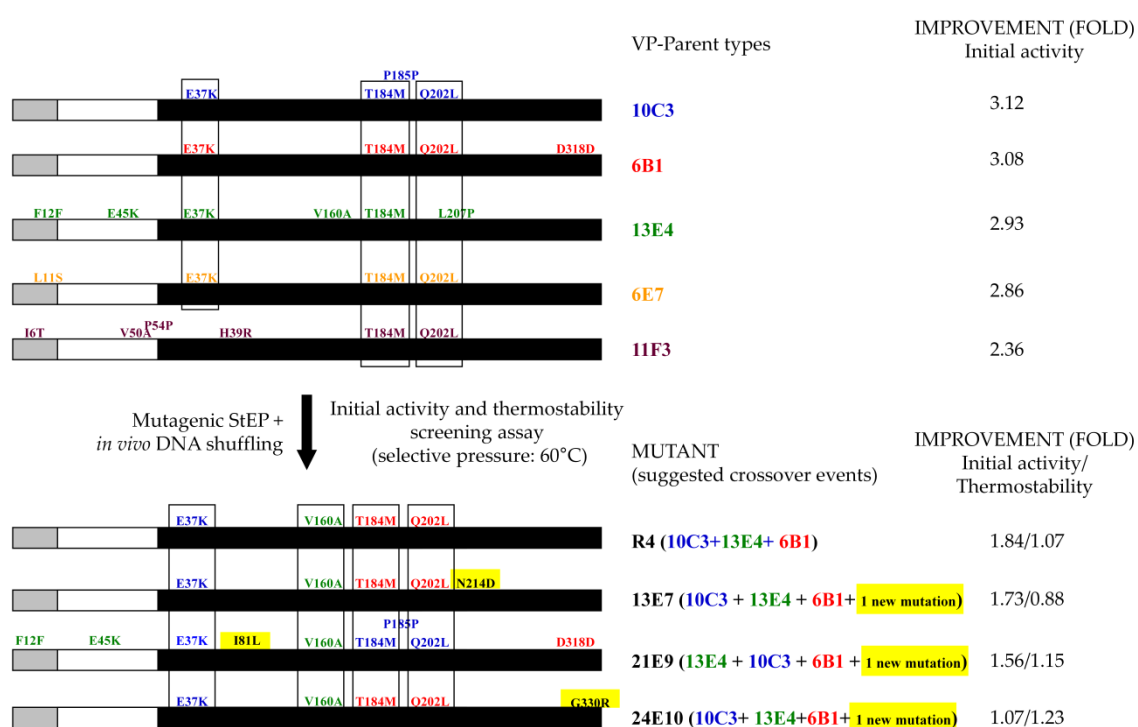 VP-Parent types
IMPROVEMENT (FOLD)
Initial activity
P185P
E37K T184M Q202L
10C3 3.12
E37K T184M Q202L D318D
6B1 3.08
F12F E45K E37K V160A T184M L207P
13E4 2.93
L11S E37K T184M Q202L
6E7 2.86
P54P
I6T V50A H39R T184M Q202L
11F3 2.36
Mutagenic StEP +
in vivo DNA shuffling
Initial activity and thermostability
screening assay
(selective pressure: 60°C)
MUTANT
(suggested crossover events)
IMPROVEMENT (FOLD)
Initial activity/
Thermostability
E37K V160A T184M Q202L
R4 (10C3+13E4+ 6B1) 1.84/1.07
E37K V160A T184M Q202L N214D
13E7 (10C3 + 13E4 + 6B1+ 1 new mutation) 1.73/0.88
P185P
F12F E45K E37K I81L V160A T184M Q202L D318D
21E9 (13E4 + 10C3 + 6B1 + 1 new mutation) 1.56/1.15
E37K V160A T184M Q202L G330R
24E10 (10C3+ 13E4+6B1+ 1 new mutation) 1.07/1.23